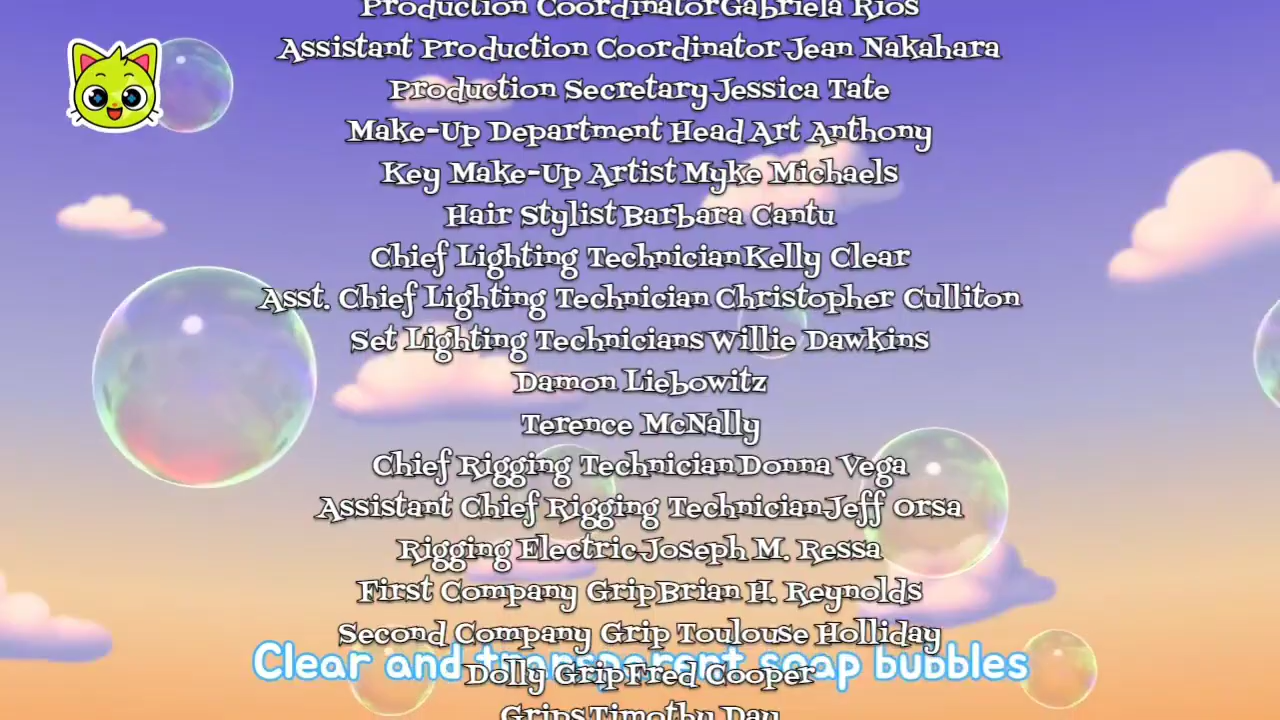 Production CoordinatorGabriela Rios
Assistant Production Coordinator Jean Nakahara
Production Secretary Jessica Tate
Make-Up Department Head Art Anthony
Key Make-Up Artist Myke Michaels
Hair Stylist Barbara Cantu
Chief Lighting TechnicianKelly Clear
Asst. Chief Lighting Technician Christopher Culliton
Set Lighting Technicians Willie Dawkins
Damon Liebowitz
Terence McNally
Chief Rigging TechnicianDonna Vega
Assistant Chief Rigging TechnicianJeff Orsa
Rigging Electric Joseph M. Ressa
First Company GripBrian H. Reynolds
Second Company Grip Toulouse Holliday
Clear and transparent soap bubbles
Dolly GripFred Cooper
GripsTimothy Day